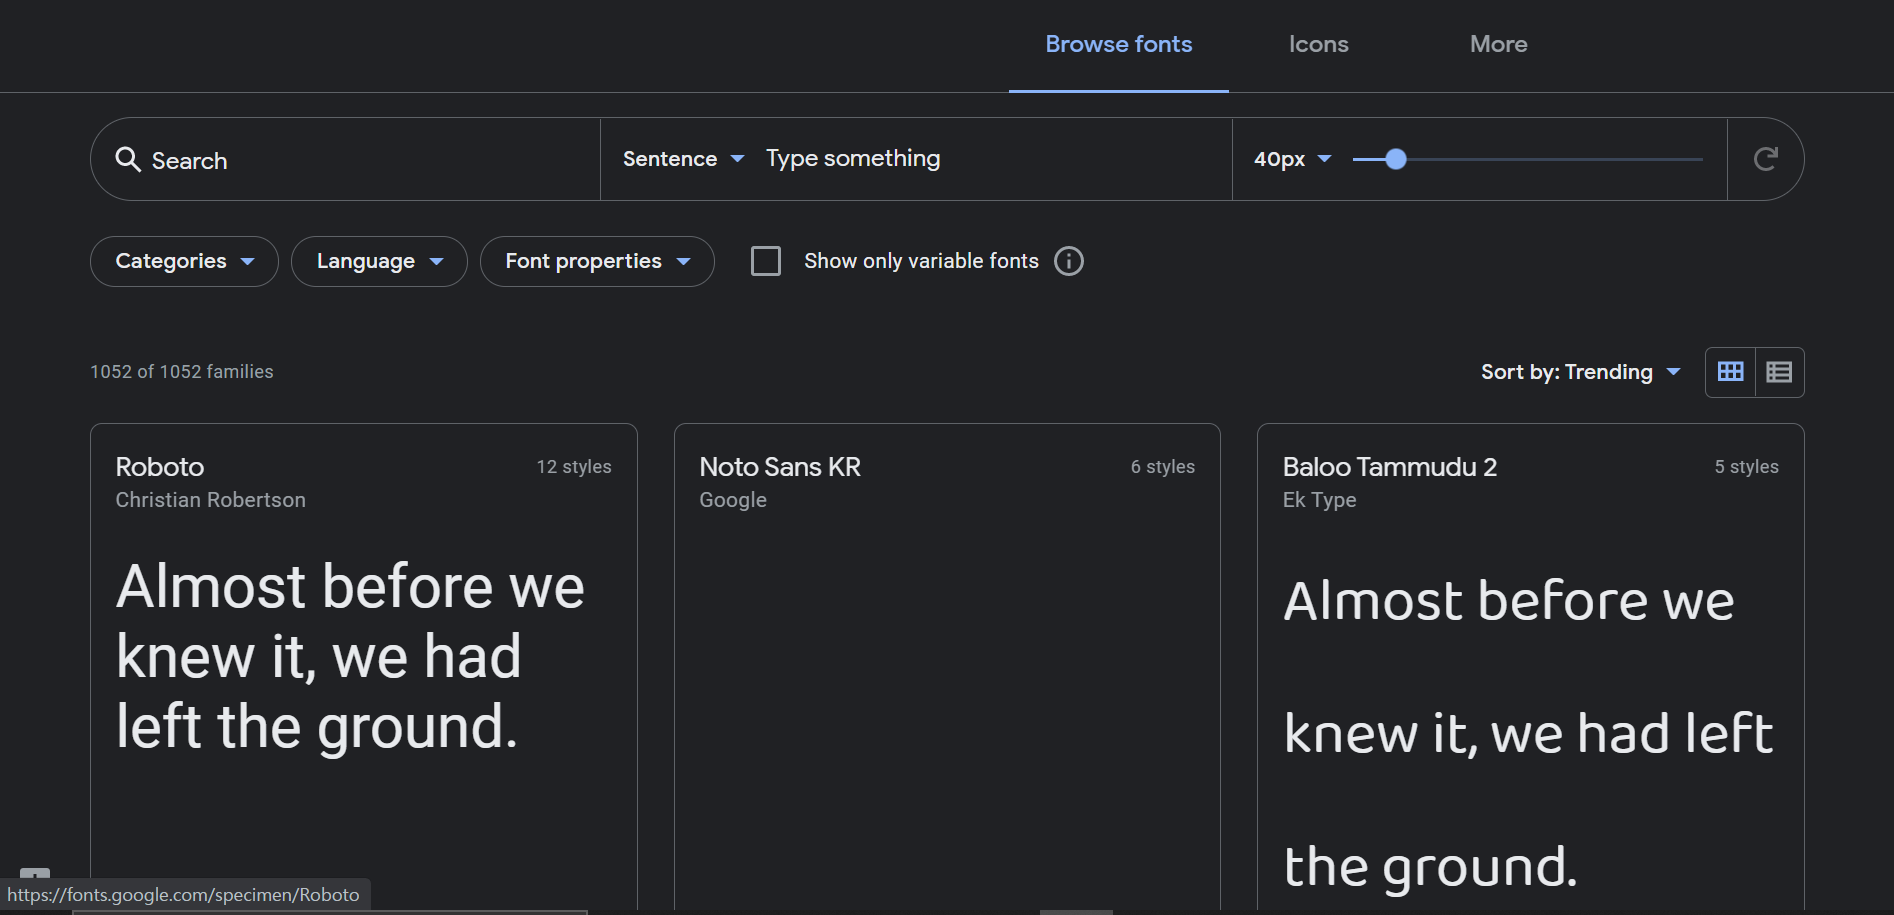 Browse fonts Icons More
Search Sentence Type something 40px
Categories Language Font properties Show only variable fonts
1052 of 1052 families Sort by: Trending
Roboto 12 styles
Christian Robertson
Almost before we
knew it, we had
left the ground.
Noto Sans KR 6 styles
Google
Baloo Tammudu 2 5 styles
Ek Type
Almost before we
knew it, we had left
the ground.
https://fonts.google.com/specimen/Roboto